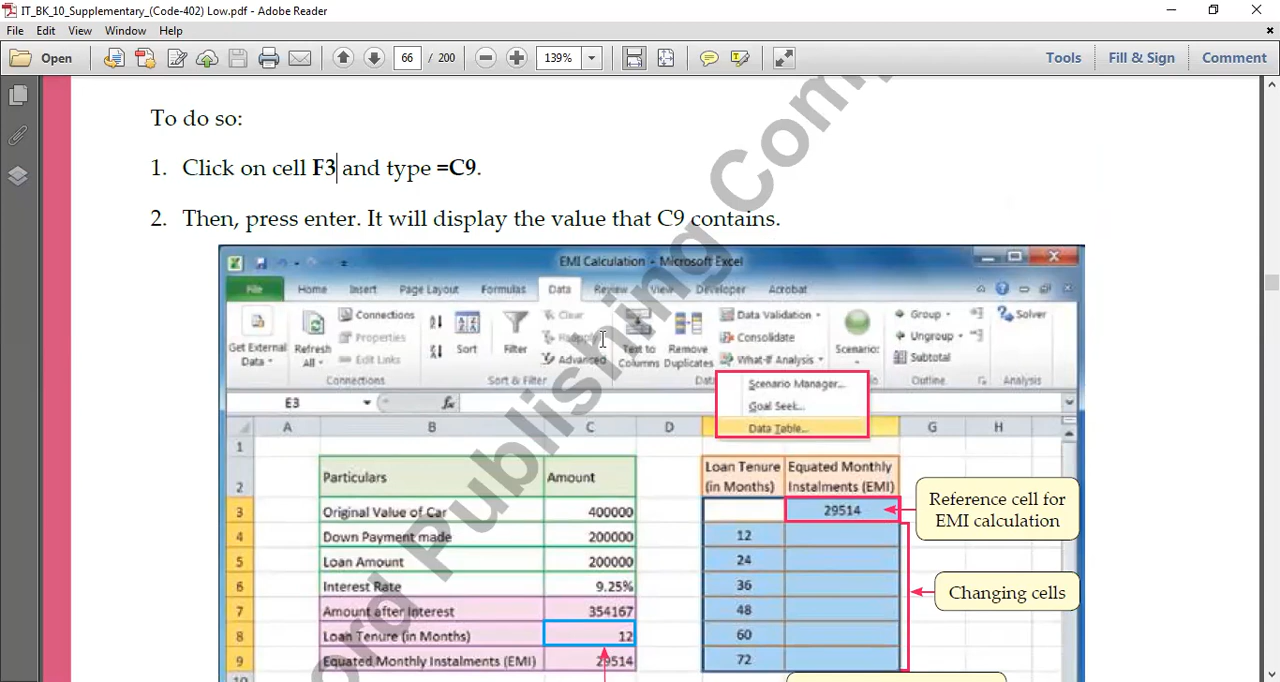 IT_BK_10_Supplementary_(Code-402) Low.pdf - Adobe Reader
File Edit View Window Help
Open 66 / 200 139% Tools Fill & Sign Comment
To do so:
1. Click on cell F3 and type =C9.
2. Then, press enter. It will display the value that C9 contains.
EMI Calculation - Microsoft Excel
File Home Insert Page Layout Formulas Data Review View Developer Acrobat
Get External Data Refresh All Connections Properties Edit Links Sort Filter Clear Reapply Advanced Text to Columns Remove Duplicates Data Validation Consolidate What-If Analysis Scenario: Group Ungroup Subtotal Solver
Connections Sort & Filter Data Outline Analysis
Scenario Manager...
Goal Seek...
Data Table...
E3 fx
A B C D G H
1
2 Particulars Amount Loan Tenure (in Months) Equated Monthly Instalments (EMI)
3 Original Value of Car 400000 29514
4 Down Payment made 200000 12
5 Loan Amount 200000 24
6 Interest Rate 9.25% 36
7 Amount after Interest 354167 48
8 Loan Tenure (in Months) 12 60
9 Equated Monthly Instalments (EMI) 29514 72
10
Reference cell for
EMI calculation
Changing cells
ord Publishing Comp